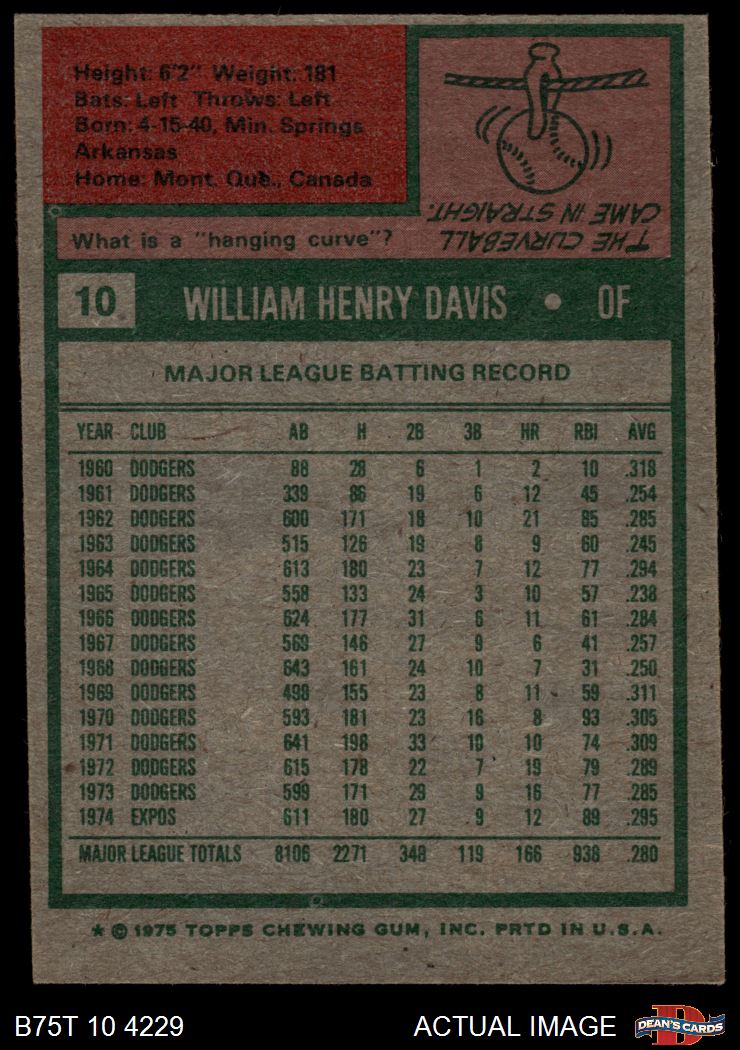 Height: 6'2" Weight: 181
Bats: Left Throws: Left
Born: 4-15-40, Min. Springs
Arkansas
Home: Mont. Que., Canada
What is a "hanging curve"?
THE CURVEBALL
CAME IN STRAIGHT.
10 WILLIAM HENRY DAVIS • OF
MAJOR LEAGUE BATTING RECORD
YEAR CLUB AB H 2B 3B HR RBI AVG
1960 DODGERS 88 28 6 1 2 10 .318
1961 DODGERS 339 86 19 6 12 45 .254
1962 DODGERS 600 171 18 10 21 85 .285
1963 DODGERS 515 126 19 8 9 60 .245
1964 DODGERS 613 180 23 7 12 77 .294
1965 DODGERS 558 133 24 3 10 57 .238
1966 DODGERS 624 177 31 6 11 61 .284
1967 DODGERS 569 146 27 9 6 41 .257
1968 DODGERS 643 161 24 10 7 31 .250
1969 DODGERS 498 155 23 8 11 59 .311
1970 DODGERS 593 181 23 16 8 93 .305
1971 DODGERS 641 198 33 10 10 74 .309
1972 DODGERS 615 178 22 7 19 79 .289
1973 DODGERS 599 171 29 9 16 77 .285
1974 EXPOS 611 180 27 9 12 89 .295
MAJOR LEAGUE TOTALS 8106 2271 348 119 166 938 .280
★ © 1975 TOPPS CHEWING GUM, INC. PRTD IN U.S.A.
B75T 10 4229 ACTUAL IMAGE D DEAN'S CARDS